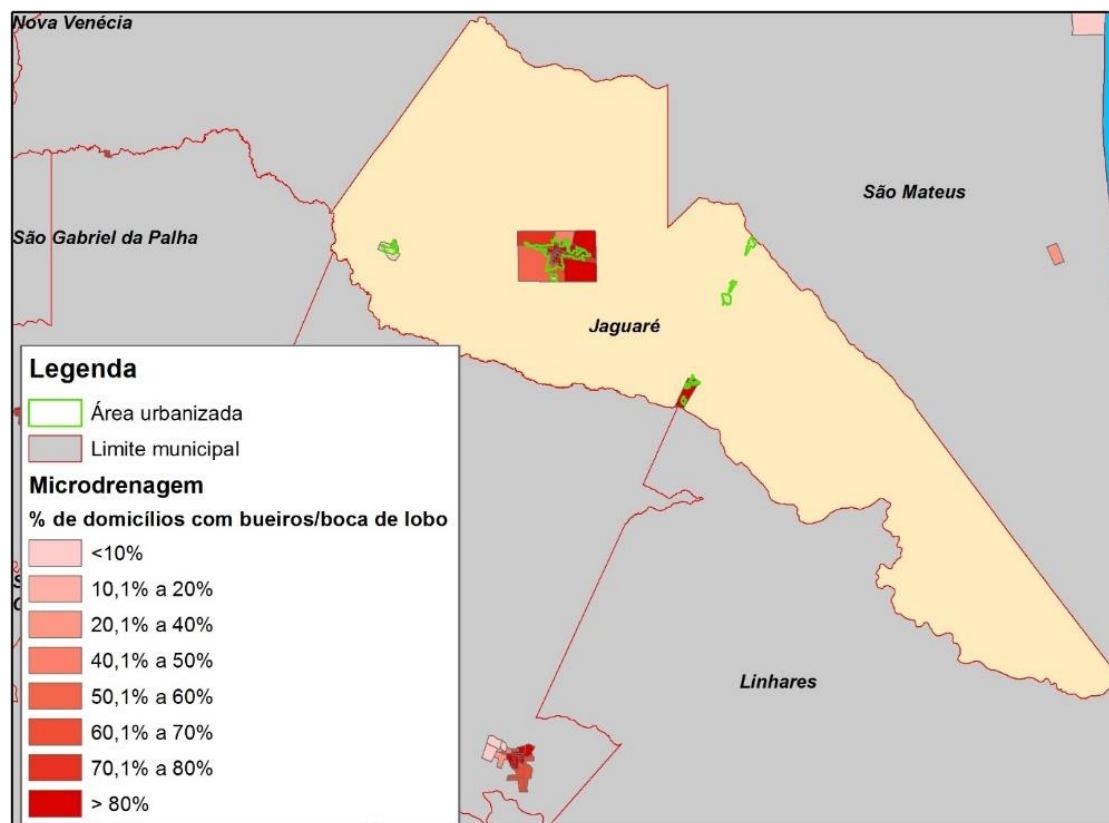 Nova Venécia
São Mateus
São Gabriel da Palha
Jaguaré
Legenda
Área urbanizada
Limite municipal
Microdrenagem
% de domicílios com bueiros/boca de lobo
<10%
10,1% a 20%
20,1% a 40%
40,1% a 50%
50,1% a 60%
60,1% a 70%
70,1% a 80%
> 80%
Linhares